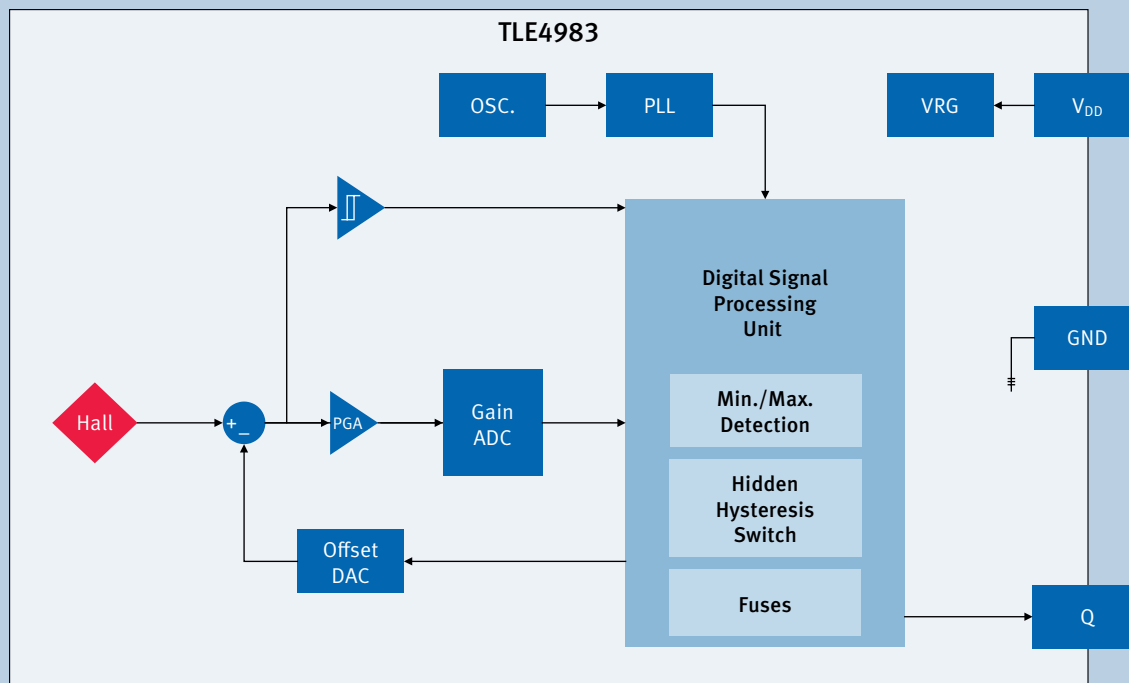 TLE4983
OSC.
PLL
VRG
VDD
Digital Signal
Processing
Unit
GND
Hall
+
–
PGA
Gain
ADC
Min./Max.
Detection
Hidden
Hysteresis
Switch
Offset
DAC
Fuses
Q